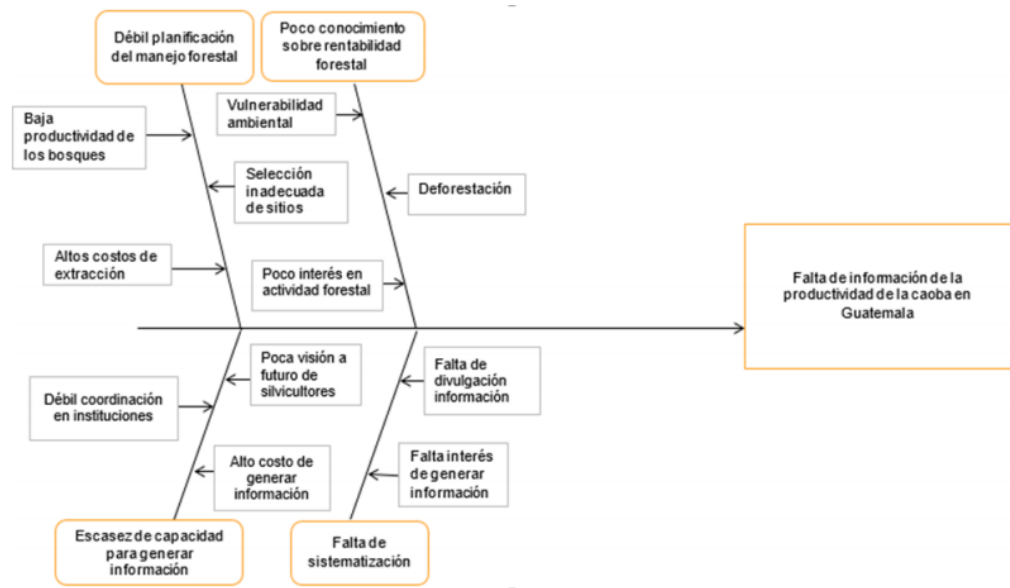 Débil planificación
del manejo forestal
Poco conocimiento
sobre rentabilidad
forestal
Baja
productividad de
los bosques
Vulnerabilidad
ambiental
Selección
inadecuada
de sitios
Deforestación
Altos costos de
extracción
Poco interés en
actividad forestal
Falta de información de la
productividad de la caoba en
Guatemala
Poca visión a
futuro de
silvicultores
Falta de
divulgación
información
Débil coordinación
en instituciones
Alto costo de
generar
información
Falta interés
de generar
información
Escasez de capacidad
para generar
información
Falta de
sistematización